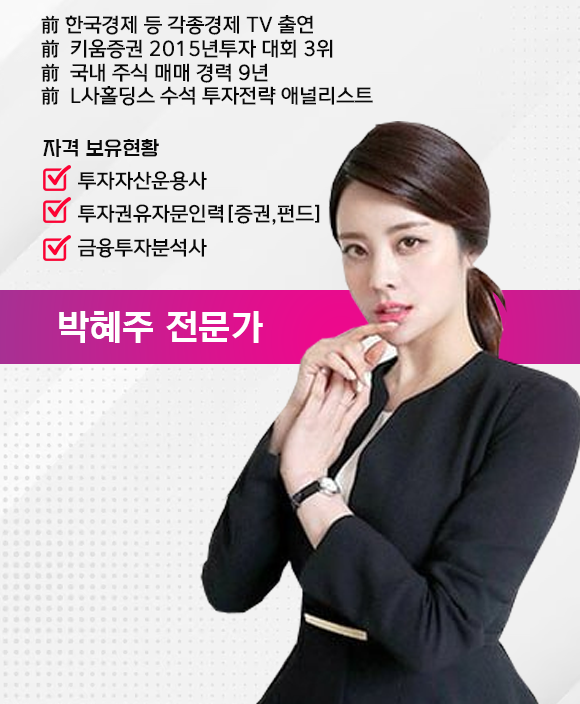 前 한국경제 등 각종경제 TV 출연
前 키움증권 2015년투자 대회 3위
前 국내 주식 매매 경력 9년
前 L사홀딩스 수석 투자전략 애널리스트
자격 보유현황
투자자산운용사
투자권유자문인력[증권,펀드]
금융투자분석사
박혜주 전문가